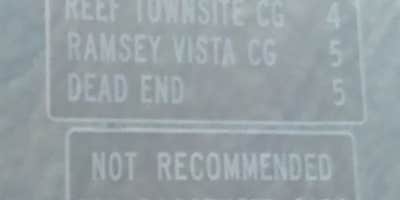 REEF TOWNSITE CG 4
RAMSEY VISTA CG 5
DEAD END 5
NOT RECOMMENDED